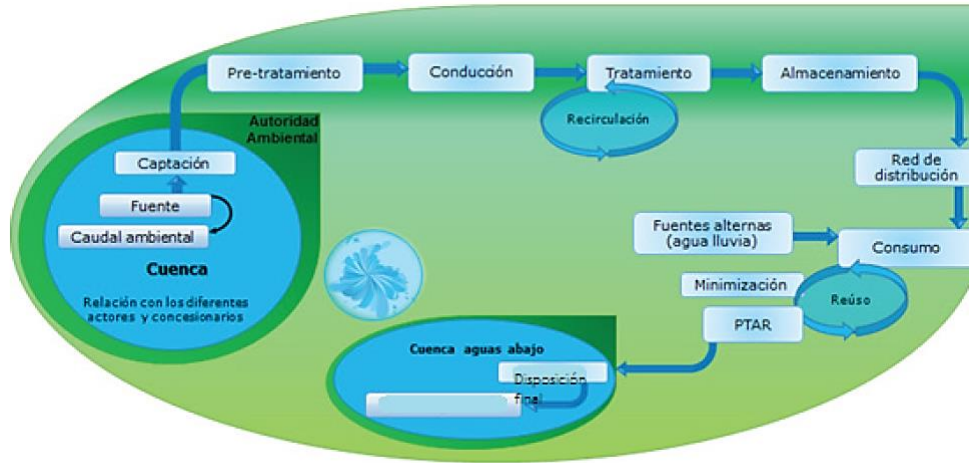 Pre-tratamiento
Conducción
Tratamiento
Almacenamiento
Recirculación
Autoridad
Ambiental
Captación
Fuente
Caudal ambiental
Cuenca
Relación con los diferentes
actores y concesionarios
Red de
distribución
Fuentes alternas
(agua lluvia)
Consumo
Minimización
Reúso
PTAR
Cuenca aguas abajo
Disposición
final